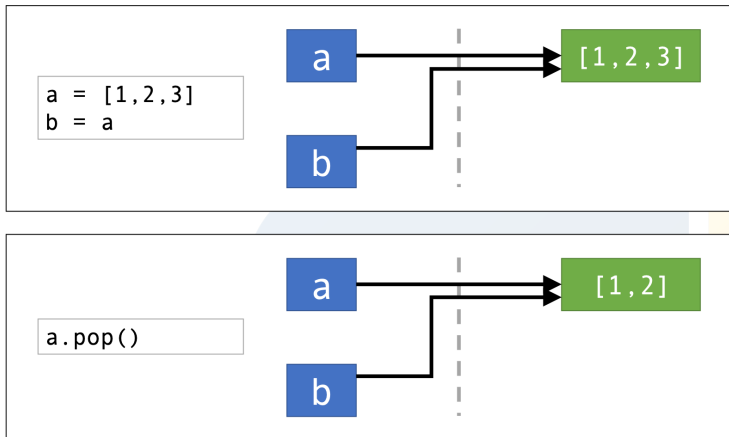 a
[1,2,3]
a = [1,2,3]
b = a
b
a
[1,2]
a.pop()
b